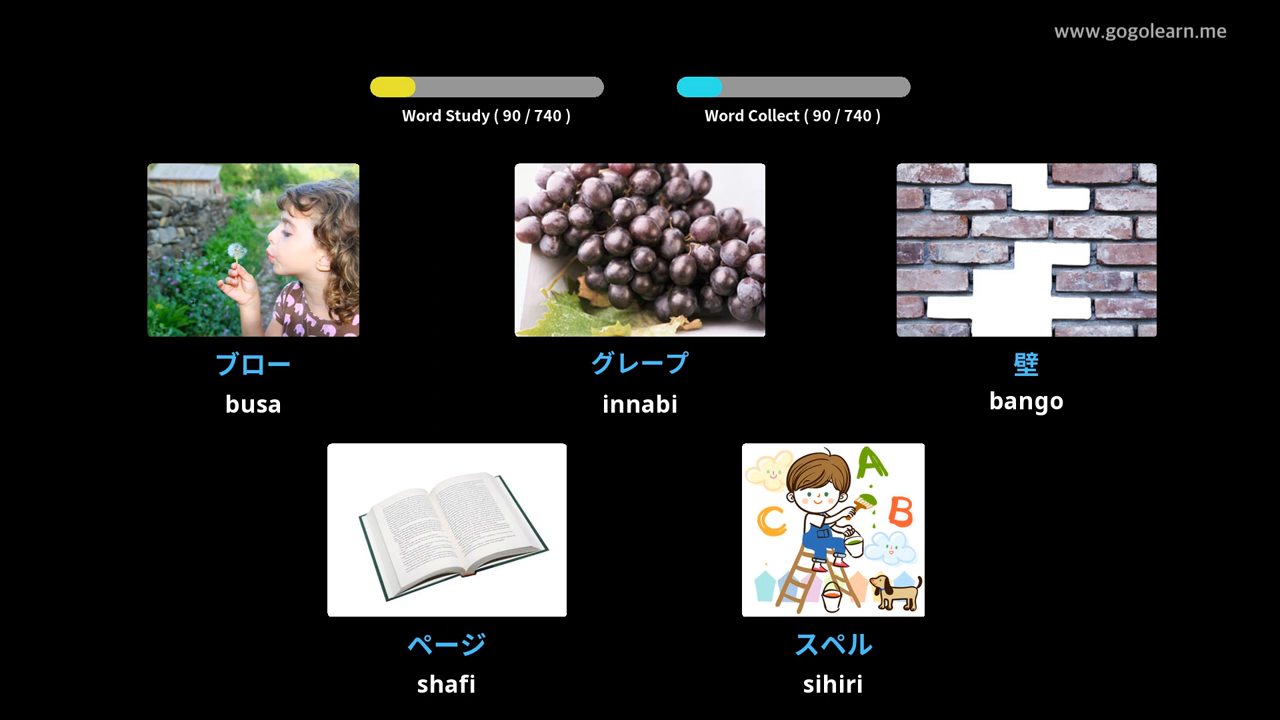 www.gogolearn.me
Word Study ( 90 / 740 )
Word Collect ( 90 / 740 )
ブロー
busa
グレープ
innabi
壁
bango
ページ
shafi
A
B
C
スペル
sihiri